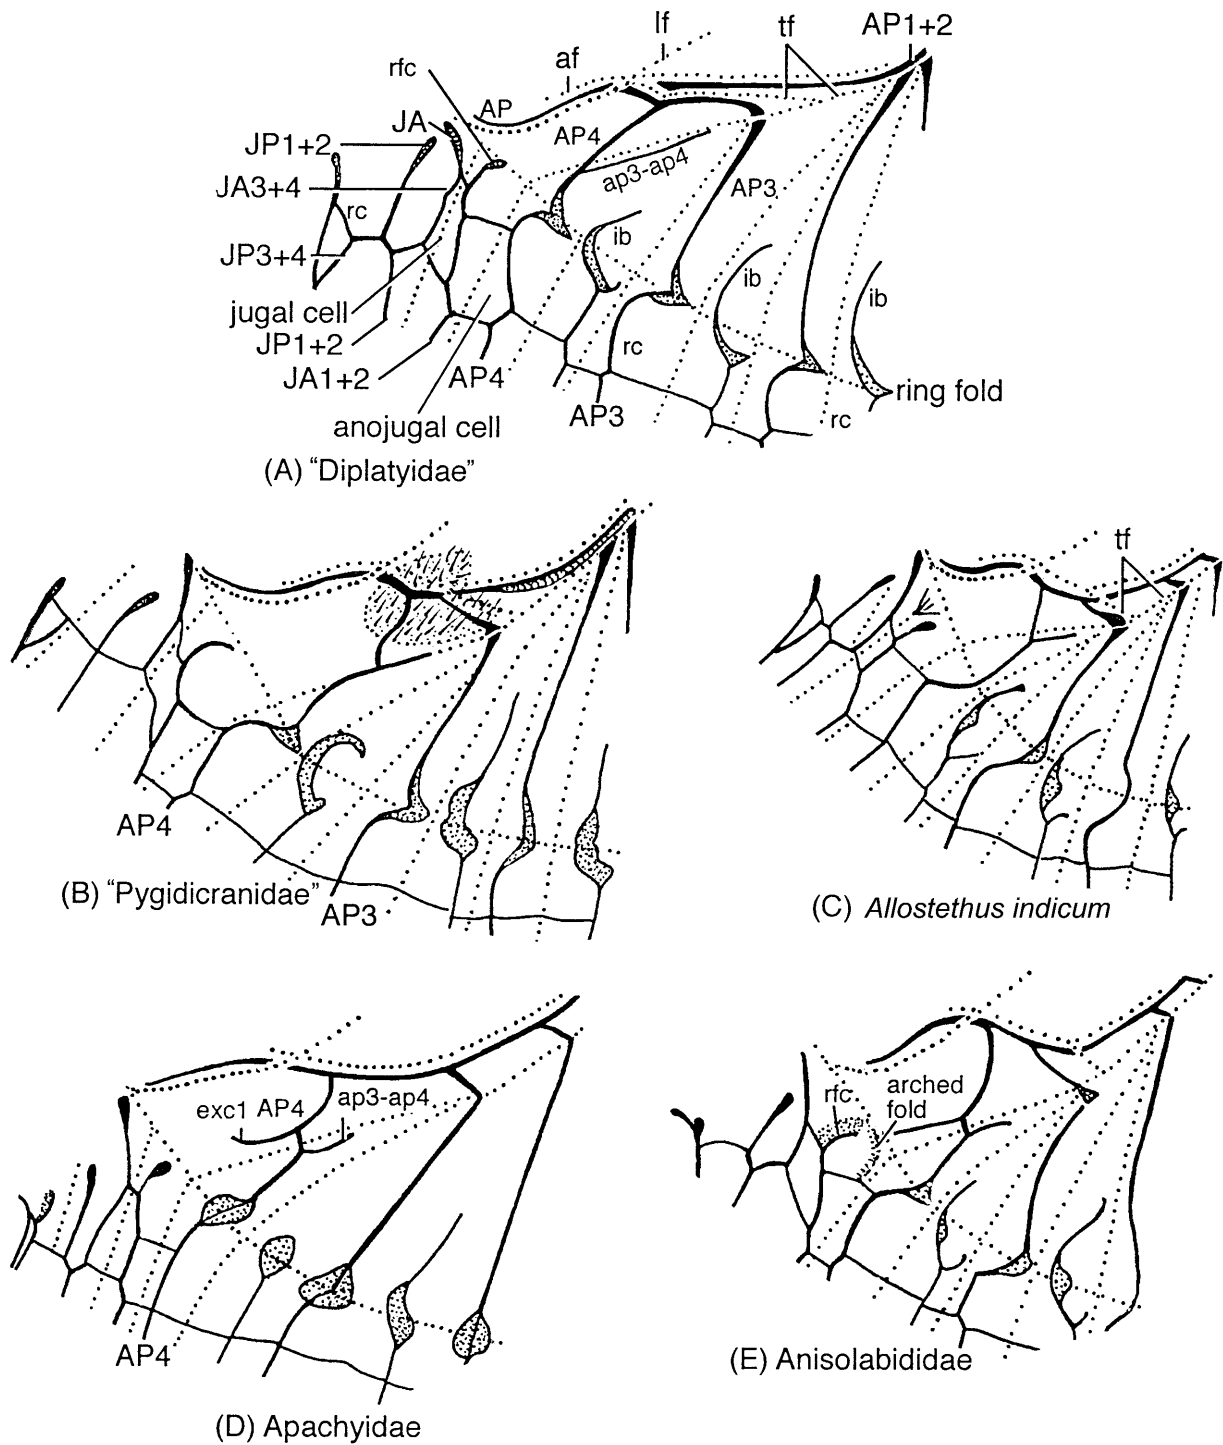 lf
tf
AP1+2
af
rfc
AP
JA
AP4
JP1+2
ap3-ap4
JA3+4
AP3
rc
ib
JP3+4
ib
ib
jugal cell
JP1+2
rc
JA1+2
AP4
ring fold
AP3
rc
anojugal cell
(A) “Diplatyidae”
tf
AP4
(B) “Pygidicranidae”
AP3
(C) Allostethus indicum
exc1 AP4
ap3-ap4
rfc
arched
fold
AP4
(E) Anisolabididae
(D) Apachyidae